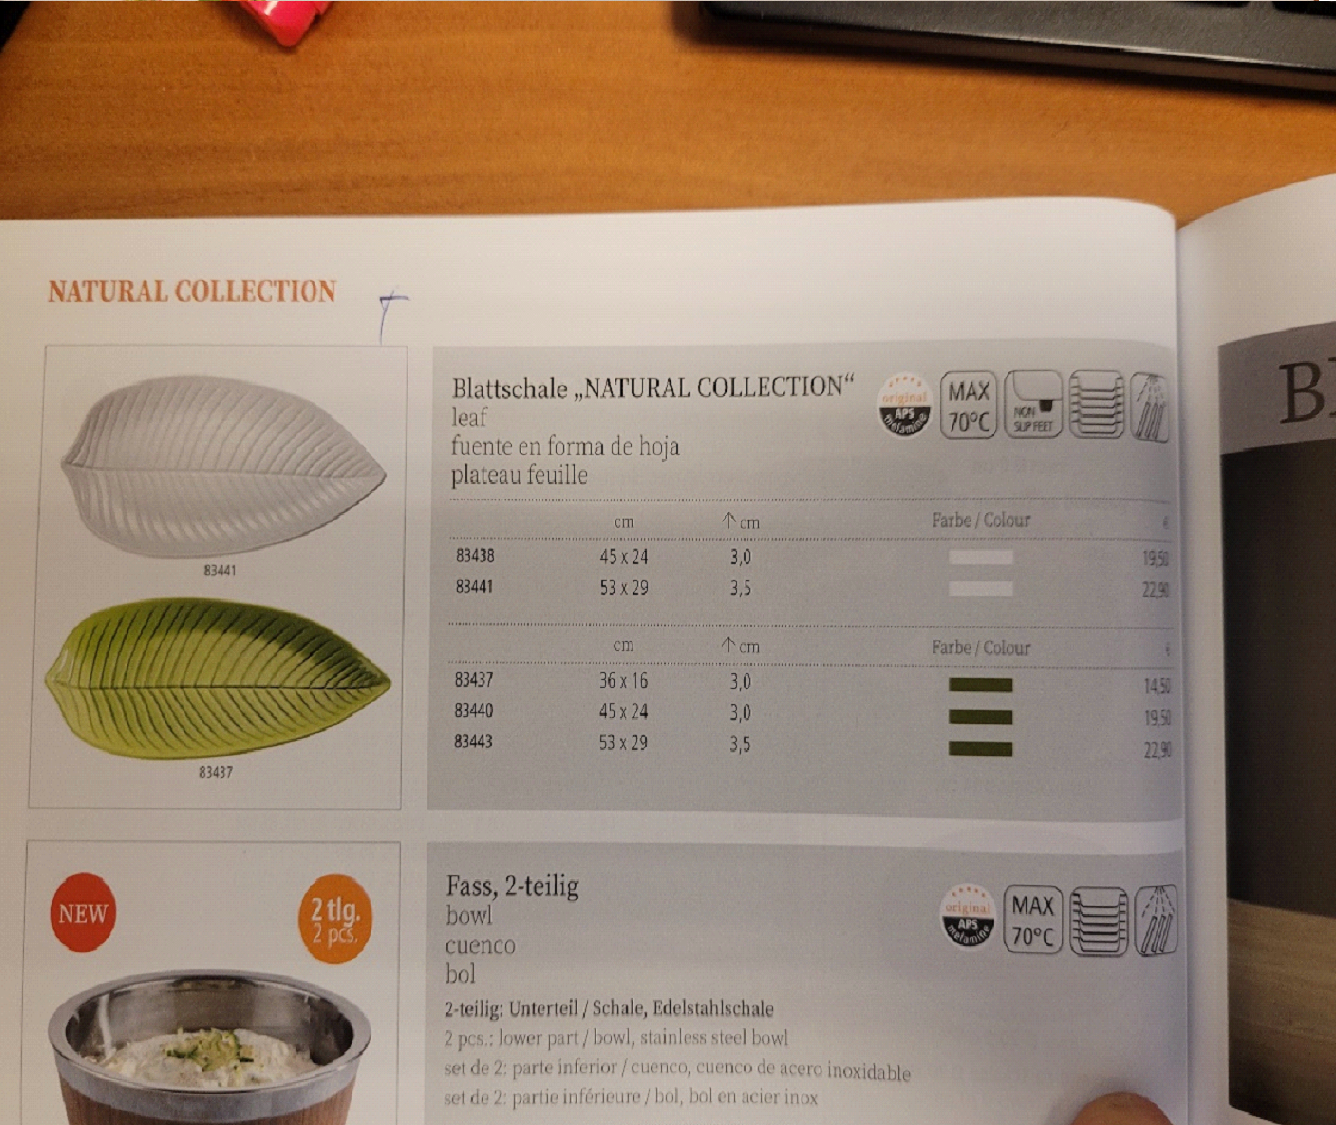 NATURAL COLLECTION
83441
83437
Blattschale „NATURAL COLLECTION“
leaf
fuente en forma de hoja
plateau feuille
original APS melamine
MAX 70°C
NON SLIP FEET
cm ↑ cm Farbe / Colour €
83438 45 x 24 3,0 19,50
83441 53 x 29 3,5 22,90
cm ↑ cm Farbe / Colour €
83437 36 x 16 3,0 14,50
83440 45 x 24 3,0 19,50
83443 53 x 29 3,5 22,90
NEW
2 tlg.
2 pcs.
Fass, 2-teilig
bowl
cuenco
bol
original APS melamine
MAX 70°C
2-teilig: Unterteil / Schale, Edelstahlschale
2 pcs.: lower part / bowl, stainless steel bowl
set de 2: parte inferior / cuenco, cuenco de acero inoxidable
set de 2: partie inférieure / bol, bol en acier inox